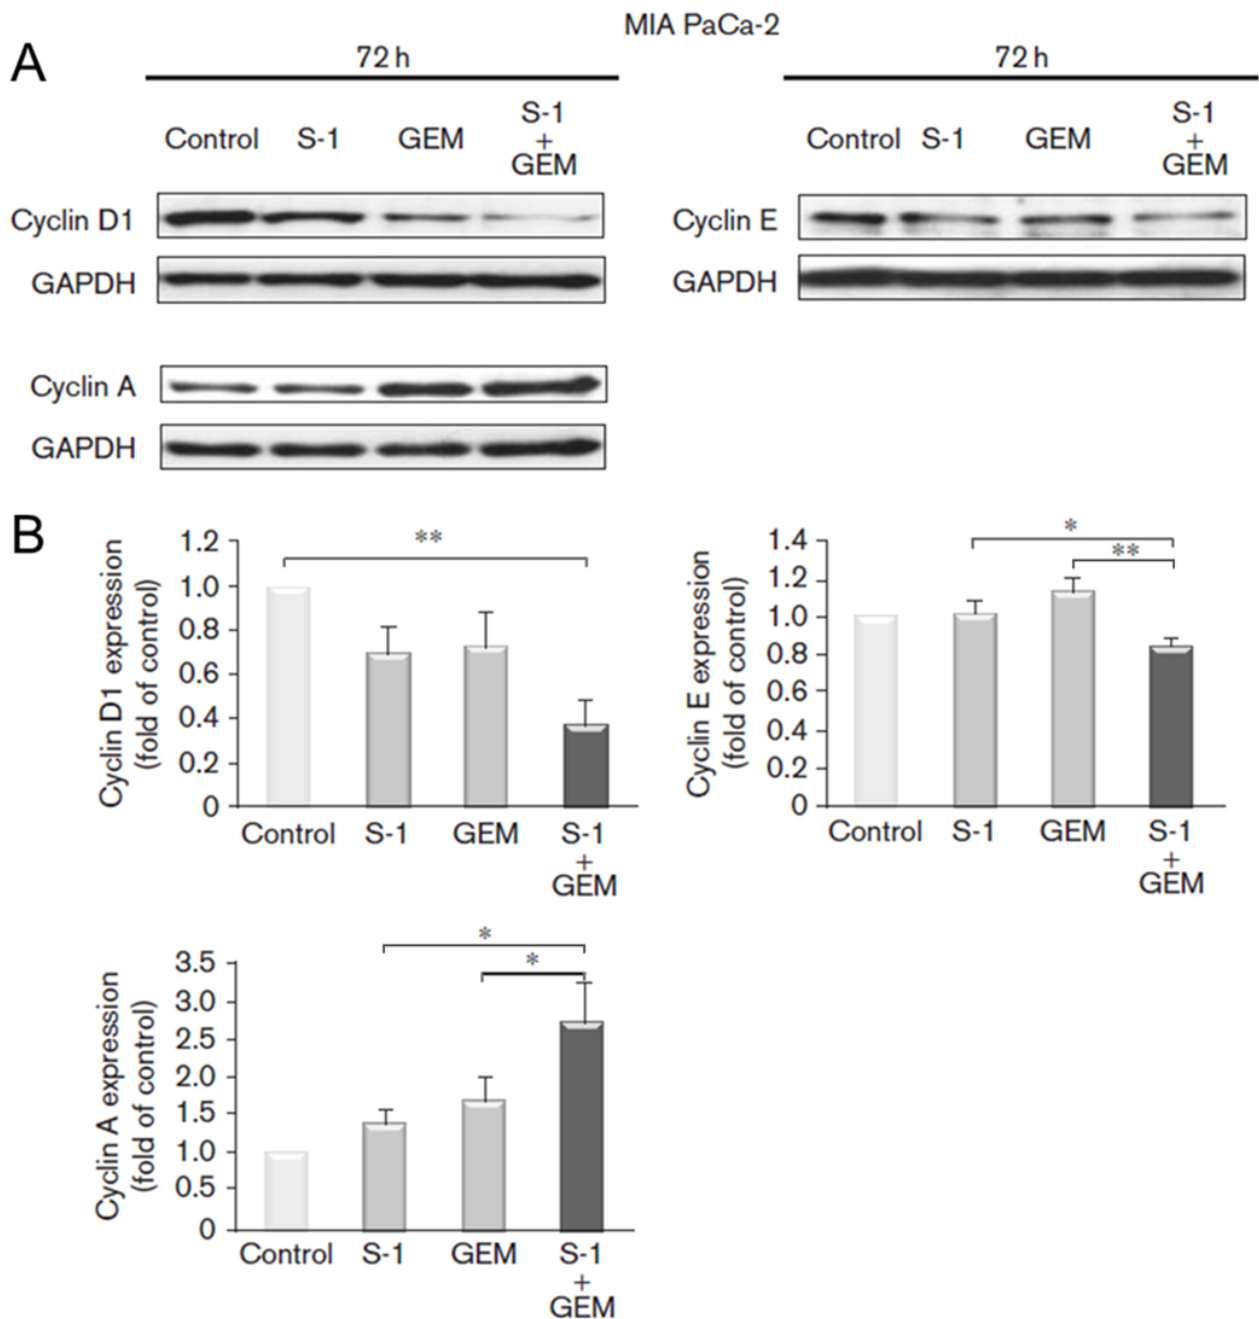 MIA PaCa-2
A
72 h
72 h
Control S-1 GEM S-1 + GEM
Control S-1 GEM S-1 + GEM
Cyclin D1
GAPDH
Cyclin E
GAPDH
Cyclin A
GAPDH
B
Cyclin D1 expression
(fold of control)
1.2
1.0
0.8
0.6
0.4
0.2
0
**
Control S-1 GEM S-1 + GEM
Cyclin E expression
(fold of control)
1.4
1.2
1.0
0.8
0.6
0.4
0.2
0
*
**
Control S-1 GEM S-1 + GEM
Cyclin A expression
(fold of control)
3.5
3.0
2.5
2.0
1.5
1.0
0.5
0
*
*
Control S-1 GEM S-1 + GEM